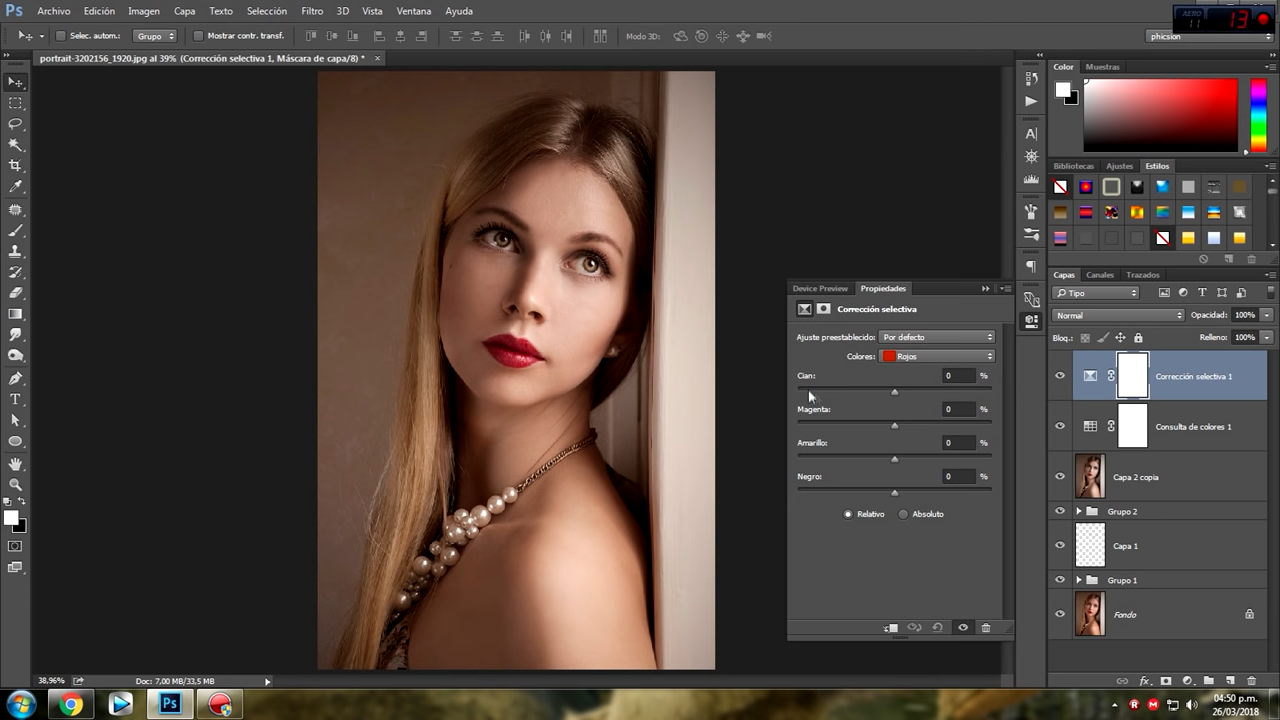 Ps Archivo Edición Imagen Capa Texto Selección Filtro 3D Vista Ventana Ayuda
AERO 11 13
Selec. autom.: Grupo Mostrar contr. transf. Modo 3D: phicsion
portrait-3202156_1920.jpg al 39% (Corrección selectiva 1, Máscara de capa/8) * ×
Color Muestras
Bibliotecas Ajustes Estilos
Capas Canales Trazados
Tipo
Normal Opacidad: 100%
Bloq.: Relleno: 100%
Corrección selectiva 1
Consulta de colores 1
Capa 2 copia
Grupo 2
Capa 1
Grupo 1
Fondo
Device Preview Propiedades
Corrección selectiva
Ajuste preestablecido: Por defecto
Colores: Rojos
Cian: 0 %
Magenta: 0 %
Amarillo: 0 %
Negro: 0 %
Relativo Absoluto
38,96% Doc: 7,00 MB/33,5 MB
Ps
04:50 p.m.
26/03/2018